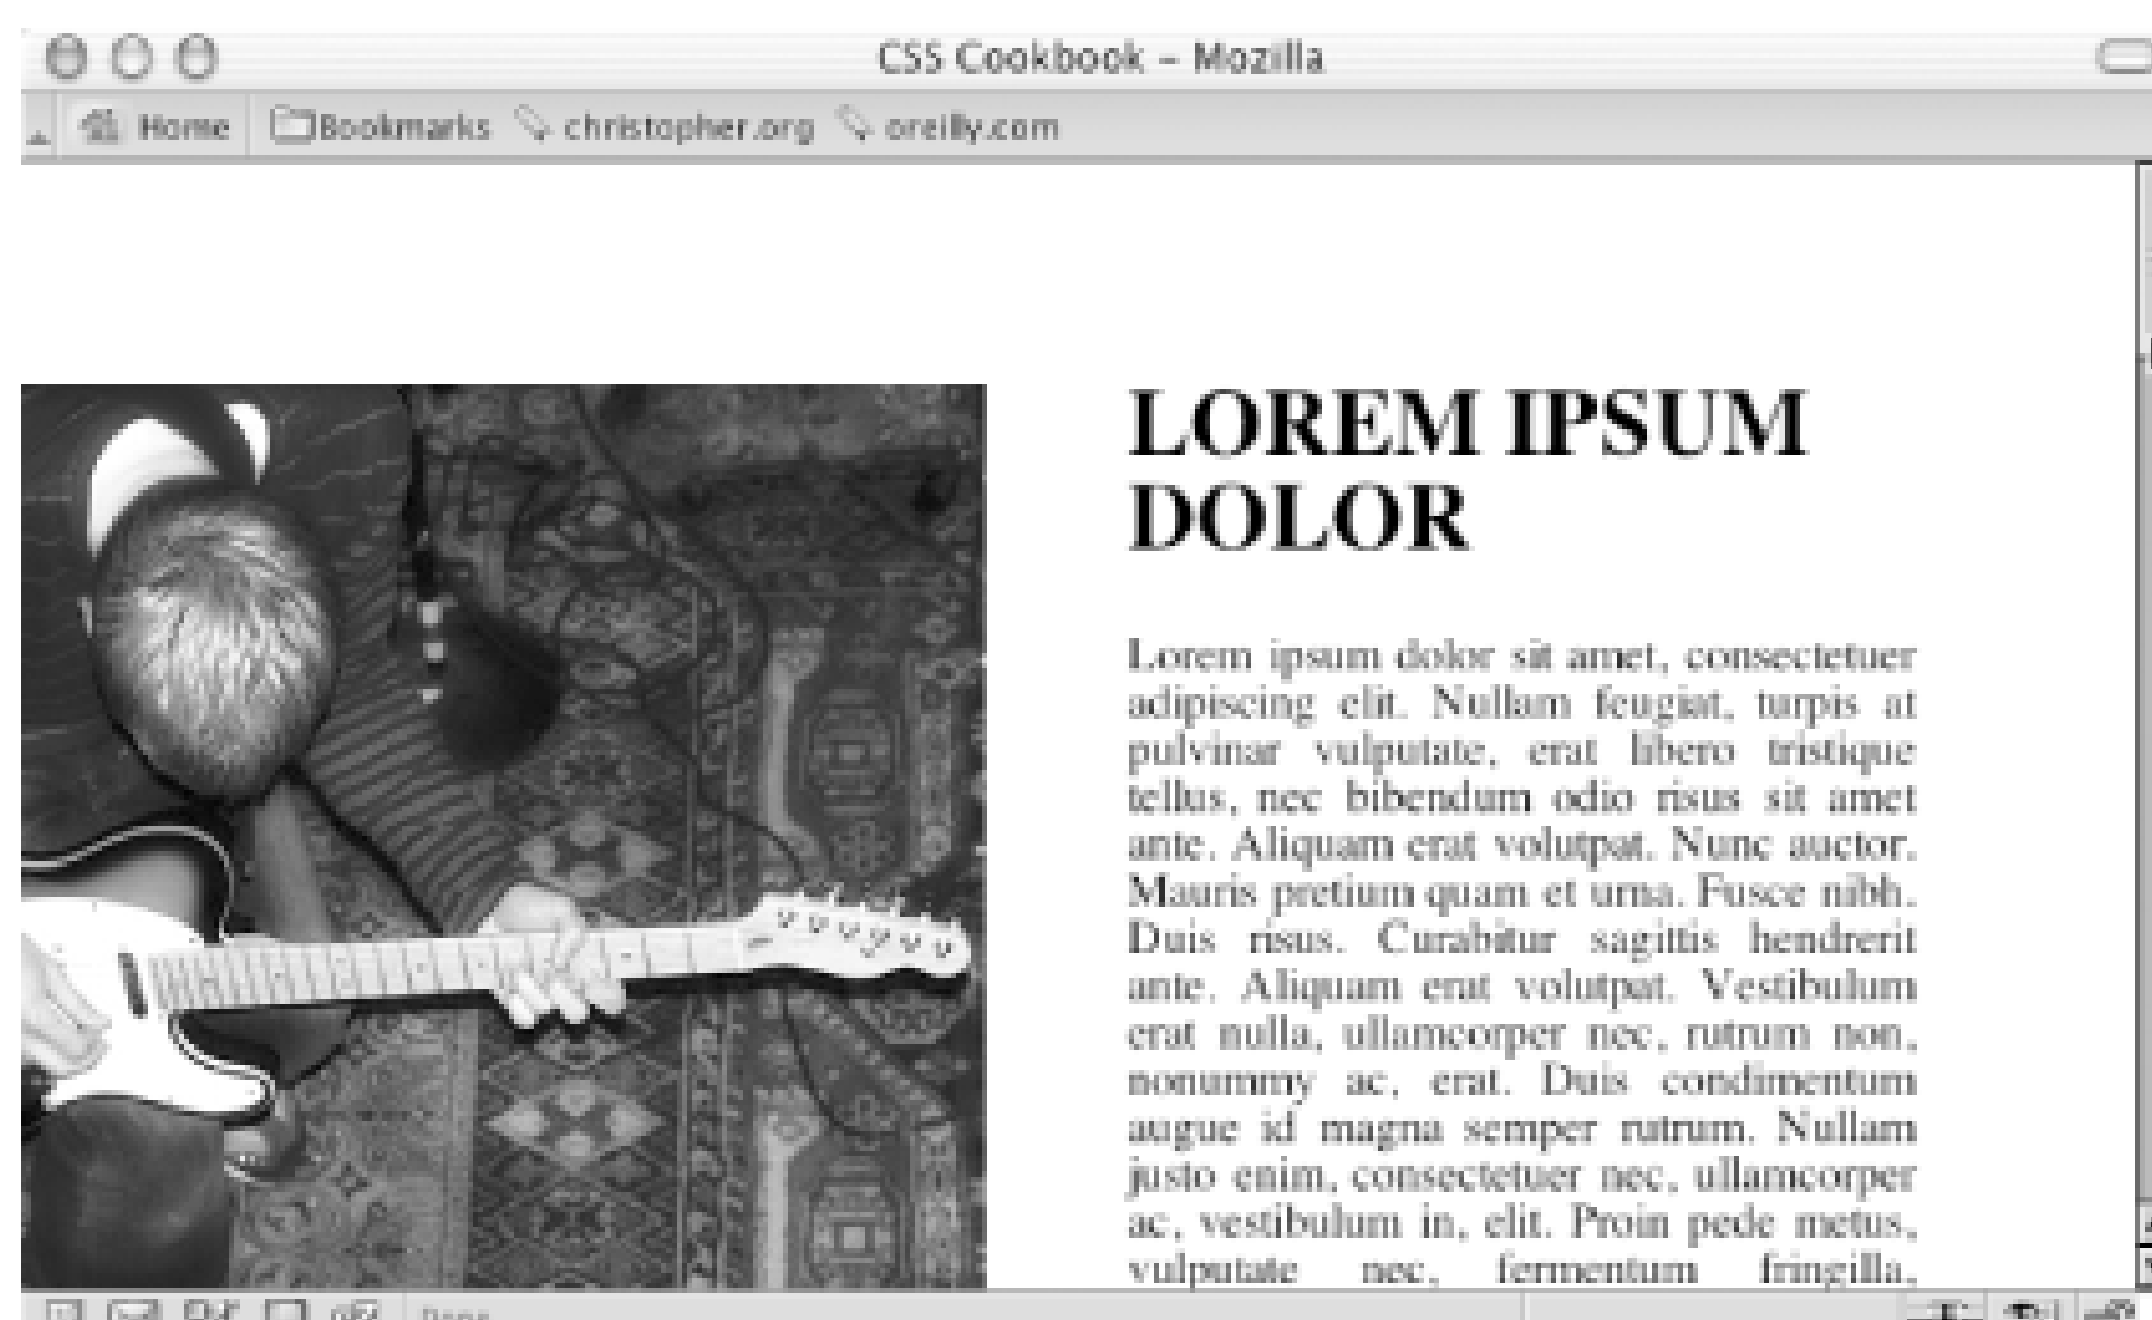 CSS Cookbook – Mozilla
Home Bookmarks christopher.org oreilly.com
LOREM IPSUM
DOLOR
Lorem ipsum dolor sit amet, consectetuer
adipiscing elit. Nullam feugiat, turpis at
pulvinar vulputate, erat libero tristique
tellus, nec bibendum odio risus sit amet
ante. Aliquam erat volutpat. Nunc auctor.
Mauris pretium quam et urna. Fusce nibh.
Duis risus. Curabitur sagittis hendrerit
ante. Aliquam erat volutpat. Vestibulum
erat nulla, ullamcorper nec, rutrum non,
nonummy ac, erat. Duis condimentum
augue id magna semper rutrum. Nullam
justo enim, consectetuer nec, ullamcorper
ac, vestibulum in, elit. Proin pede metus,
vulputate nec, fermentum fringilla,